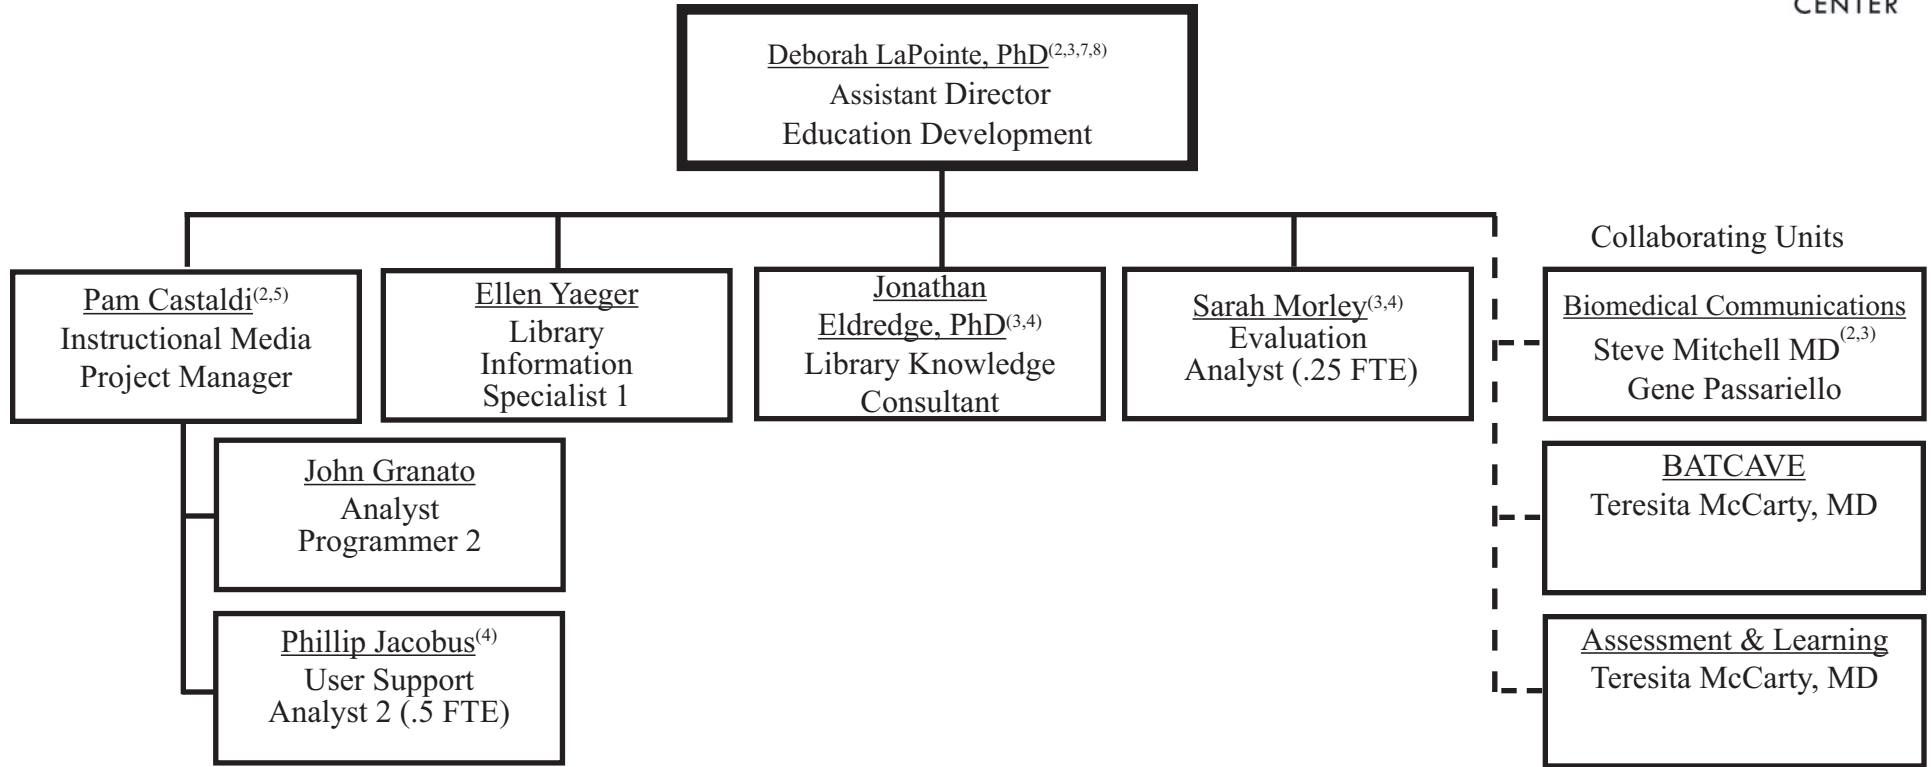 CENTER
Deborah LaPointe, PhD(2,3,7,8)
Assistant Director
Education Development
Collaborating Units
Pam Castaldi(2,5)
Instructional Media
Project Manager
Ellen Yaeger
Library
Information
Specialist 1
Jonathan
Eldredge, PhD(3,4)
Library Knowledge
Consultant
Sarah Morley(3,4)
Evaluation
Analyst (.25 FTE)
Biomedical Communications
Steve Mitchell MD(2,3)
Gene Passariello
John Granato
Analyst
Programmer 2
BATCAVE
Teresita McCarty, MD
Phillip Jacobus(4)
User Support
Analyst 2 (.5 FTE)
Assessment & Learning
Teresita McCarty, MD